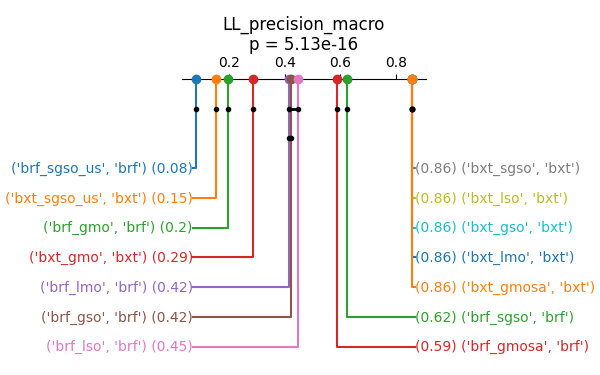 LL_precision_macro
p = 5.13e-16
0.2 0.4 0.6 0.8
('brf_sgso_us', 'brf') (0.08)
(0.86) ('bxt_sgso', 'bxt')
('bxt_sgso_us', 'bxt') (0.15)
(0.86) ('bxt_lso', 'bxt')
('brf_gmo', 'brf') (0.2)
(0.86) ('bxt_gso', 'bxt')
('bxt_gmo', 'bxt') (0.29)
(0.86) ('bxt_lmo', 'bxt')
('brf_lmo', 'brf') (0.42)
(0.86) ('bxt_gmosa', 'bxt')
('brf_gso', 'brf') (0.42)
(0.62) ('brf_sgso', 'brf')
('brf_lso', 'brf') (0.45)
(0.59) ('brf_gmosa', 'brf')